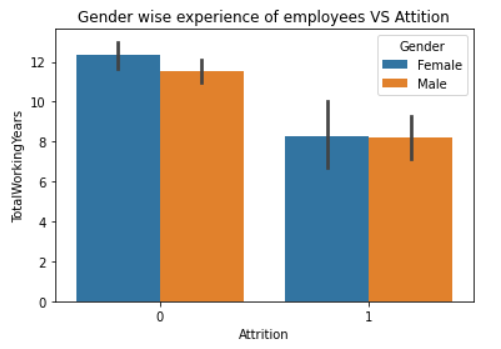 Gender wise experience of employees VS Attition
Gender
Female
Male
TotalWorkingYears
12
10
8
6
4
2
0
0 1
Attrition